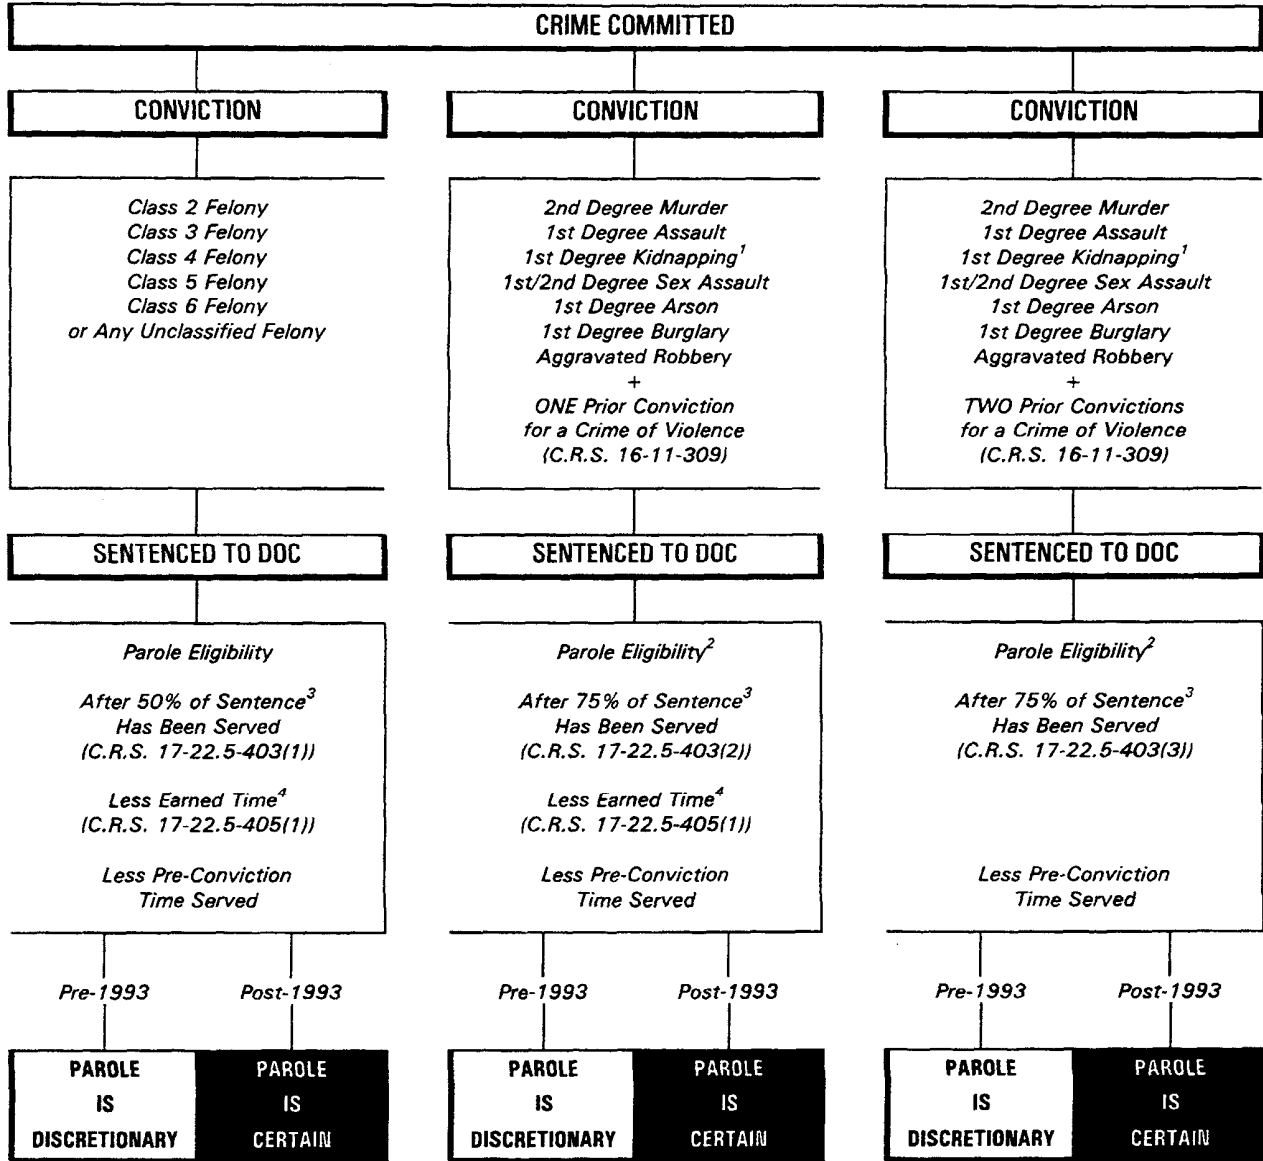 CRIME COMMITTED
CONVICTION
Class 2 Felony
Class 3 Felony
Class 4 Felony
Class 5 Felony
Class 6 Felony
or Any Unclassified Felony
SENTENCED TO DOC
Parole Eligibility
After 50% of Sentence³
Has Been Served
(C.R.S. 17-22.5-403(1))
Less Earned Time⁴
(C.R.S. 17-22.5-405(1))
Less Pre-Conviction
Time Served
Pre-1993
Post-1993
PAROLE
IS
DISCRETIONARY
PAROLE
IS
CERTAIN
CONVICTION
2nd Degree Murder
1st Degree Assault
1st Degree Kidnapping¹
1st/2nd Degree Sex Assault
1st Degree Arson
1st Degree Burglary
Aggravated Robbery
+
ONE Prior Conviction
for a Crime of Violence
(C.R.S. 16-11-309)
SENTENCED TO DOC
Parole Eligibility²
After 75% of Sentence³
Has Been Served
(C.R.S. 17-22.5-403(2))
Less Earned Time⁴
(C.R.S. 17-22.5-405(1))
Less Pre-Conviction
Time Served
Pre-1993
Post-1993
PAROLE
IS
DISCRETIONARY
PAROLE
IS
CERTAIN
CONVICTION
2nd Degree Murder
1st Degree Assault
1st Degree Kidnapping¹
1st/2nd Degree Sex Assault
1st Degree Arson
1st Degree Burglary
Aggravated Robbery
+
TWO Prior Convictions
for a Crime of Violence
(C.R.S. 16-11-309)
SENTENCED TO DOC
Parole Eligibility²
After 75% of Sentence³
Has Been Served
(C.R.S. 17-22.5-403(3))
Less Pre-Conviction
Time Served
Pre-1993
Post-1993
PAROLE
IS
DISCRETIONARY
PAROLE
IS
CERTAIN